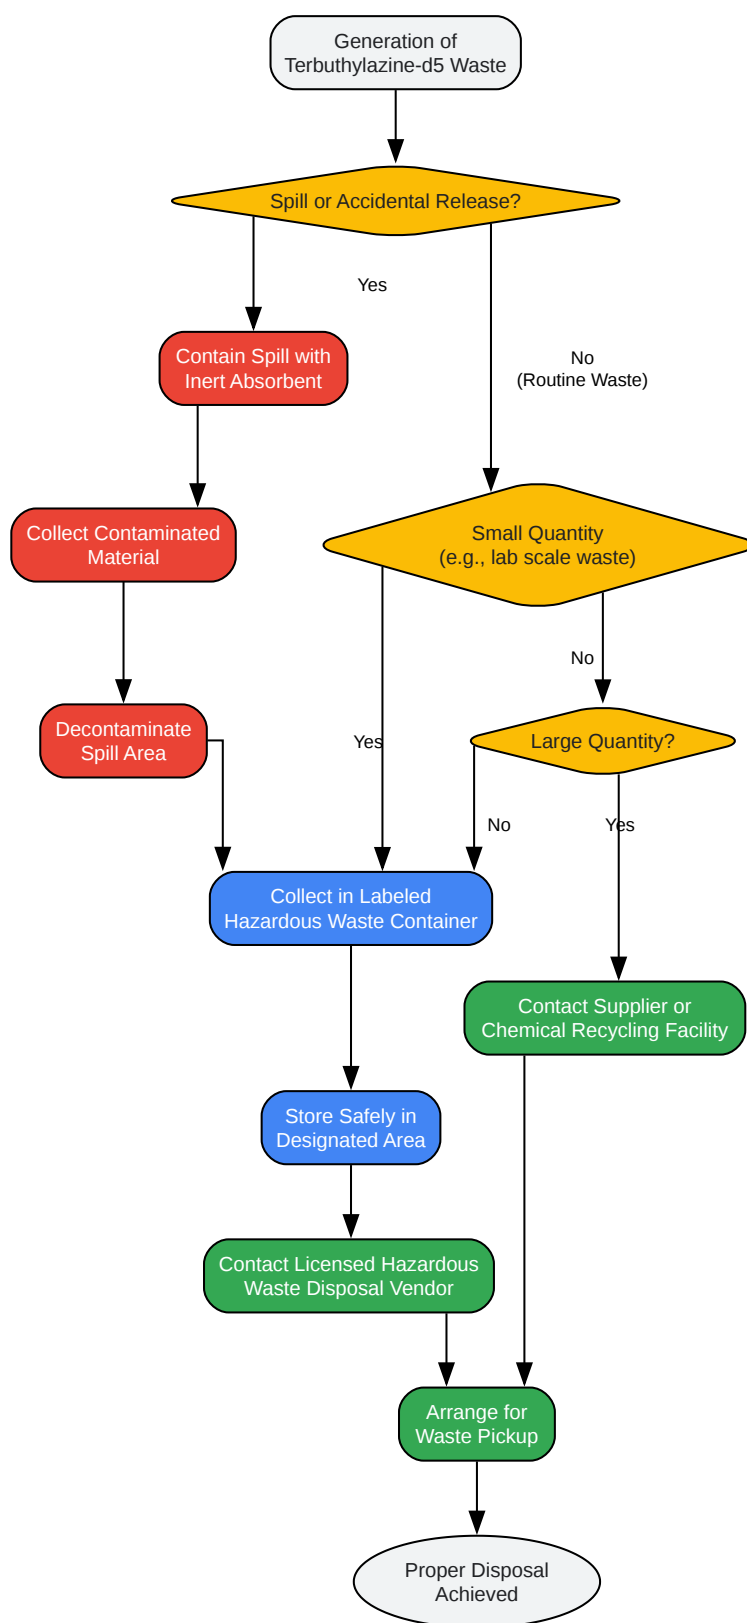 Generation of
Terbuthylazine-d5 Waste
Spill or Accidental Release?
Yes
Contain Spill with
Inert Absorbent
No
(Routine Waste)
Collect Contaminated
Material
Small Quantity
(e.g., lab scale waste)
No
Decontaminate
Spill Area
Yes
Large Quantity?
No
Yes
Collect in Labeled
Hazardous Waste Container
Contact Supplier or
Chemical Recycling Facility
Store Safely in
Designated Area
Contact Licensed Hazardous
Waste Disposal Vendor
Arrange for
Waste Pickup
Proper Disposal
Achieved